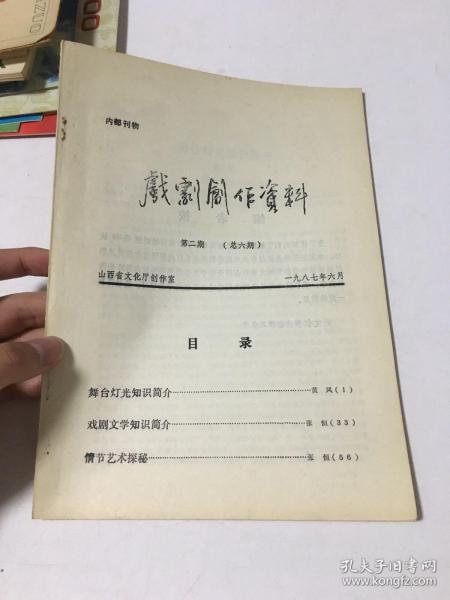 内部刊物
戲劇創作資料
第二期 （总六期）
山西省文化厅创作室 一九八七年六月
目录
舞台灯光知识简介……黄风(1)
戏剧文学知识简介……张恒(33)
情节艺术探秘……张恒(56)
孔夫子旧书网
www.kongfz.com